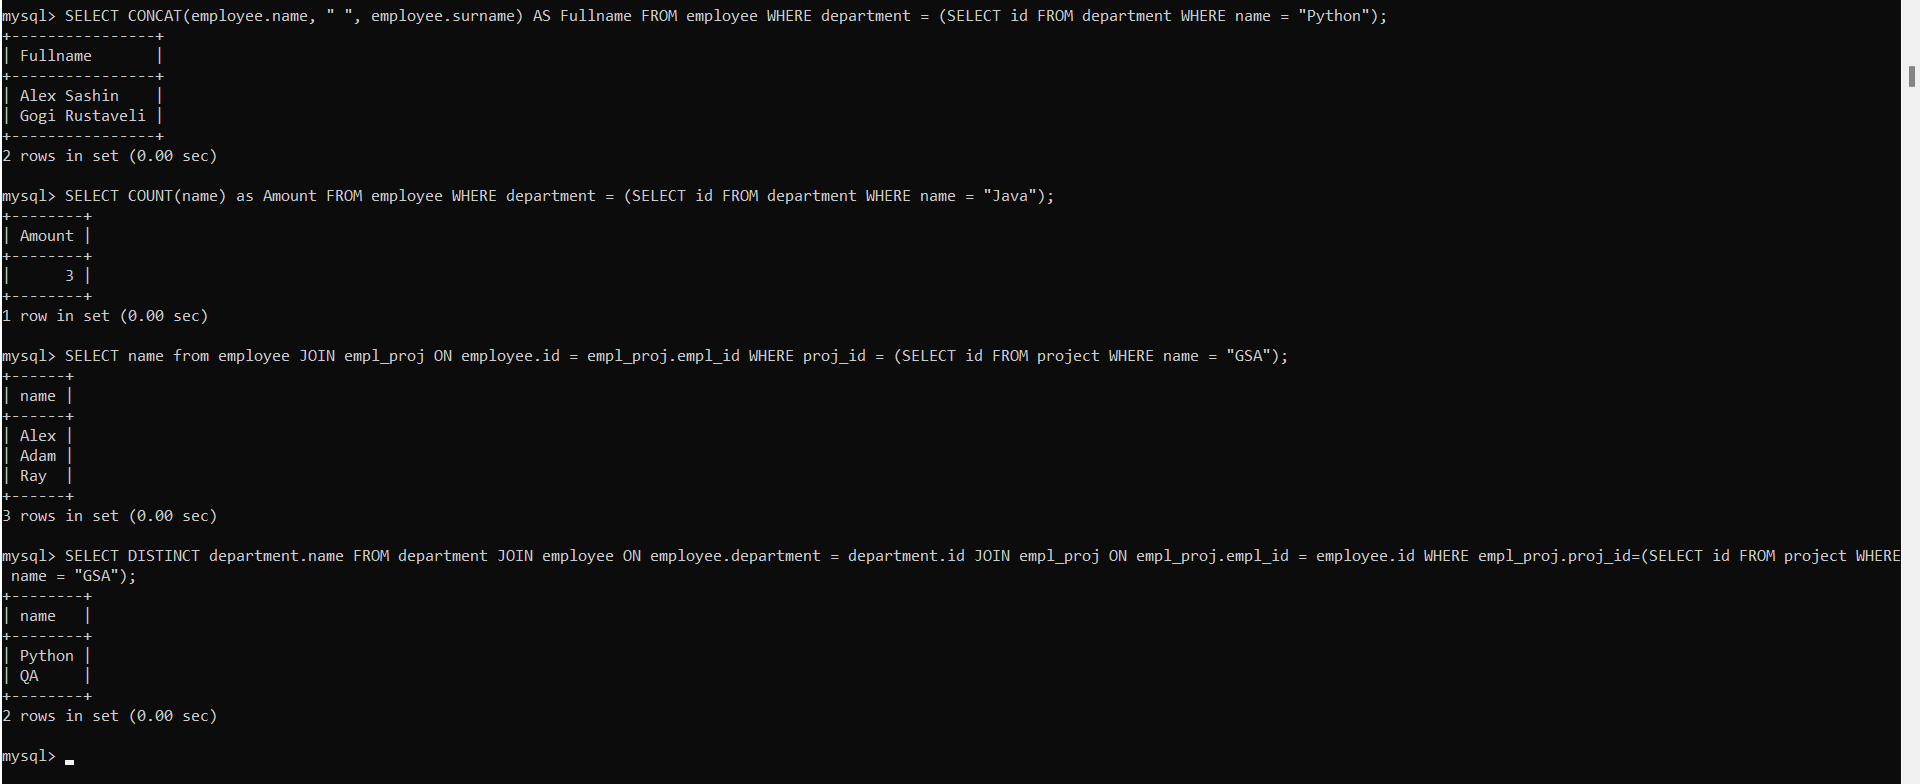 mysql> SELECT CONCAT(employee.name, " ", employee.surname) AS Fullname FROM employee WHERE department = (SELECT id FROM department WHERE name = "Python");
+----------------+
| Fullname       |
+----------------+
| Alex Sashin    |
| Gogi Rustaveli |
+----------------+
2 rows in set (0.00 sec)

mysql> SELECT COUNT(name) as Amount FROM employee WHERE department = (SELECT id FROM department WHERE name = "Java");
+--------+
| Amount |
+--------+
|      3 |
+--------+
1 row in set (0.00 sec)

mysql> SELECT name from employee JOIN empl_proj ON employee.id = empl_proj.empl_id WHERE proj_id = (SELECT id FROM project WHERE name = "GSA");
+------+
| name |
+------+
| Alex |
| Adam |
| Ray  |
+------+
3 rows in set (0.00 sec)

mysql> SELECT DISTINCT department.name FROM department JOIN employee ON employee.department = department.id JOIN empl_proj ON empl_proj.empl_id = employee.id WHERE empl_proj.proj_id=(SELECT id FROM project WHERE
 name = "GSA");
+--------+
| name   |
+--------+
| Python |
| QA     |
+--------+
2 rows in set (0.00 sec)

mysql>